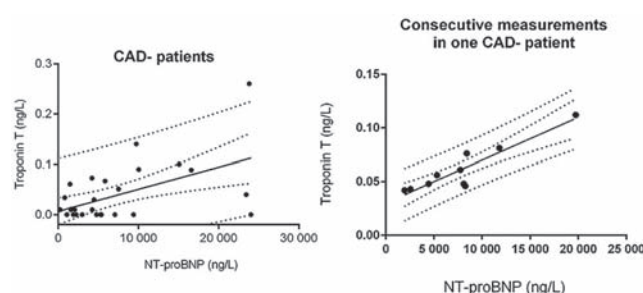 CAD- patients
Troponin T (ng/L)
0.3
0.2
0.1
0.0
0
10 000
20 000
30 000
NT-proBNP (ng/L)
Consecutive measurements
in one CAD- patient
Troponin T (ng/L)
0.15
0.10
0.05
0.00
0
5 000
10 000
15 000
20 000
25 000
NT-proBNP (ng/L)